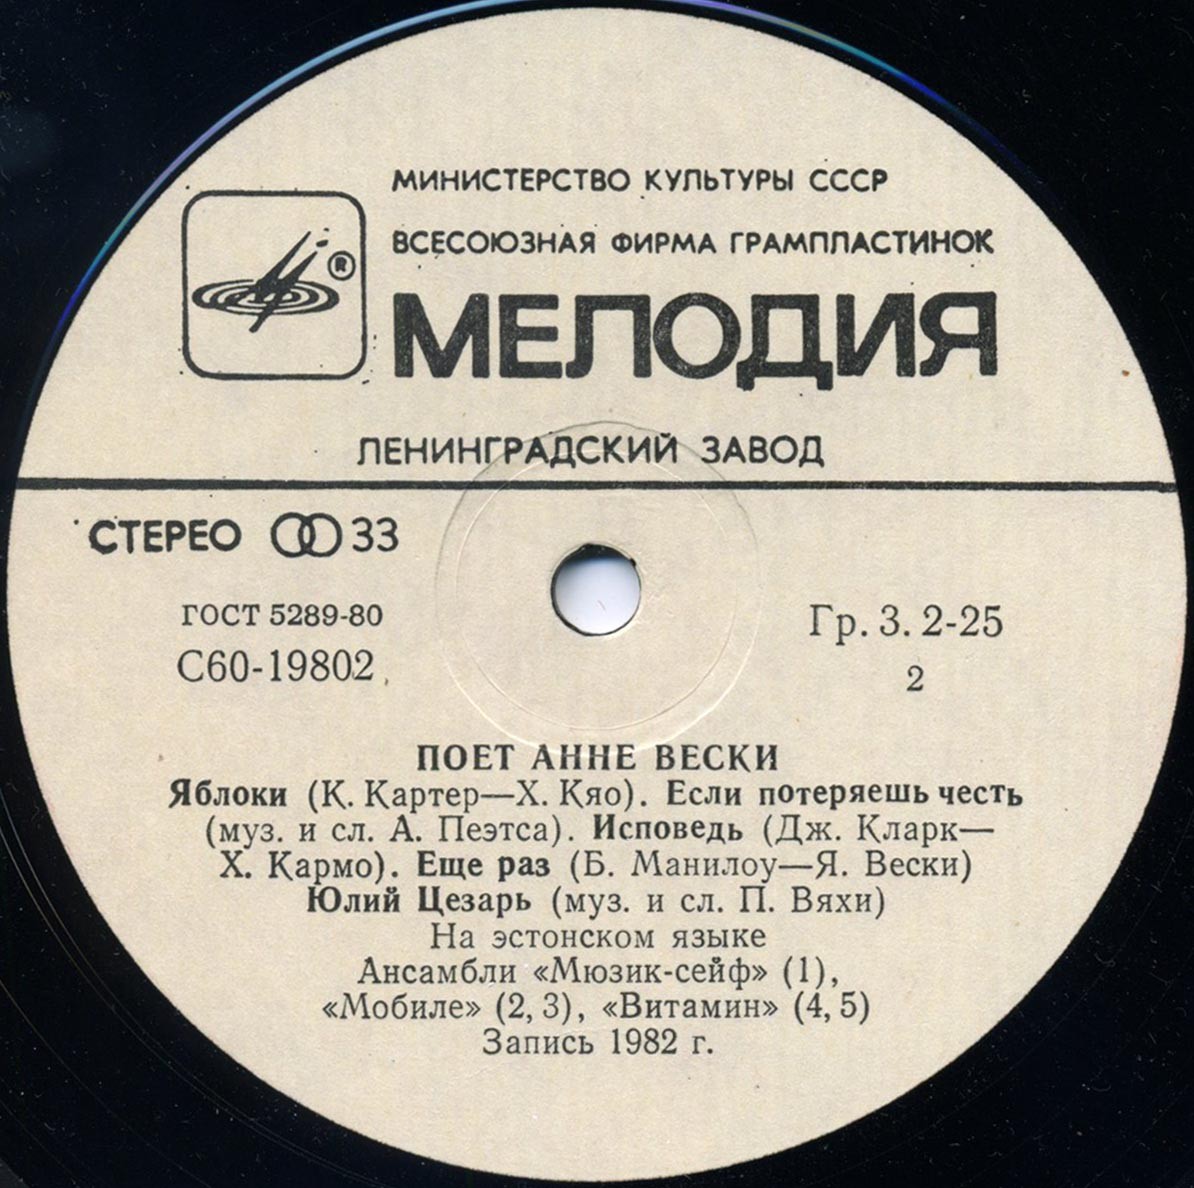 МИНИСТЕРСТВО КУЛЬТУРЫ СССР
ВСЕСОЮЗНАЯ ФИРМА ГРАМПЛАСТИНОК
®
МЕЛОДИЯ
ЛЕНИНГРАДСКИЙ ЗАВОД
СТЕРЕО 33
ГОСТ 5289-80
Гр. 3. 2-25
С60-19802
2
ПОЕТ АННЕ ВЕСКИ
Яблоки (К. Картер—Х. Кяо). Если потеряешь честь
(муз. и сл. А. Пеэтса). Исповедь (Дж. Кларк—
Х. Кармо). Еще раз (Б. Манилоу—Я. Вески)
Юлий Цезарь (муз. и сл. П. Вяхи)
На эстонском языке
Ансамбли «Мюзик-сейф» (1),
«Мобиле» (2, 3), «Витамин» (4, 5)
Запись 1982 г.